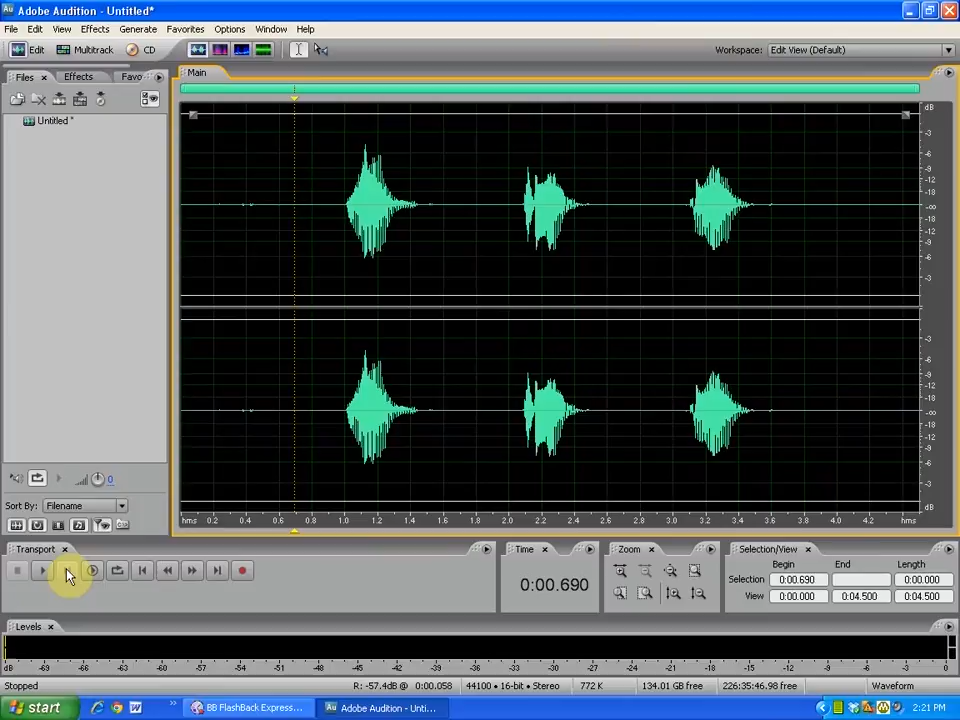 Au Adobe Audition - Untitled*
File Edit View Effects Generate Favorites Options Window Help
Edit Multitrack CD Workspace: Edit View (Default)
Files Effects Favo
Main
Untitled *
dB
-3
-6
-9
-12
-18
-∞
-18
-12
-9
-6
-3
-3
-6
-9
-12
-18
-∞
-18
-12
-9
-6
-3
dB
hms 0.2 0.4 0.6 0.8 1.0 1.2 1.4 1.6 1.8 2.0 2.2 2.4 2.6 2.8 3.0 3.2 3.4 3.6 3.8 4.0 4.2 hms
0
Sort By: Filename
Transport
Time
0:00.690
Zoom
Selection/View
Begin End Length
Selection 0:00.690 0:00.000
View 0:00.000 0:04.500 0:04.500
Levels
dB -69 -66 -63 -60 -57 -54 -51 -48 -45 -42 -39 -36 -33 -30 -27 -24 -21 -18 -15 -12 -9 -6 -3 0
Stopped R: -57.4dB @ 0:00.058 44100 • 16-bit • Stereo 772 K 134.01 GB free 226:35:46.98 free Waveform
start BB FlashBack Express... Au Adobe Audition - Unti... 2:21 PM